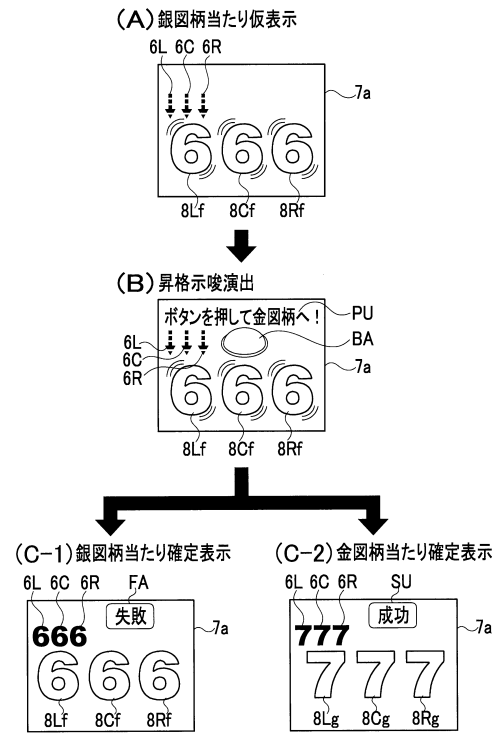 (A)銀図柄当たり仮表示
6L 6C 6R
7a
666
8Lf 8Cf 8Rf
(B)昇格示唆演出
ボタンを押して金図柄へ!
PU
6L
BA
6C
7a
6R
666
8Lf 8Cf 8Rf
(C-1)銀図柄当たり確定表示
6L 6C 6R FA
失敗
7a
666
666
8Lf 8Cf 8Rf
(C-2)金図柄当たり確定表示
6L 6C 6R SU
成功
7a
777
777
8Lg 8Cg 8Rg